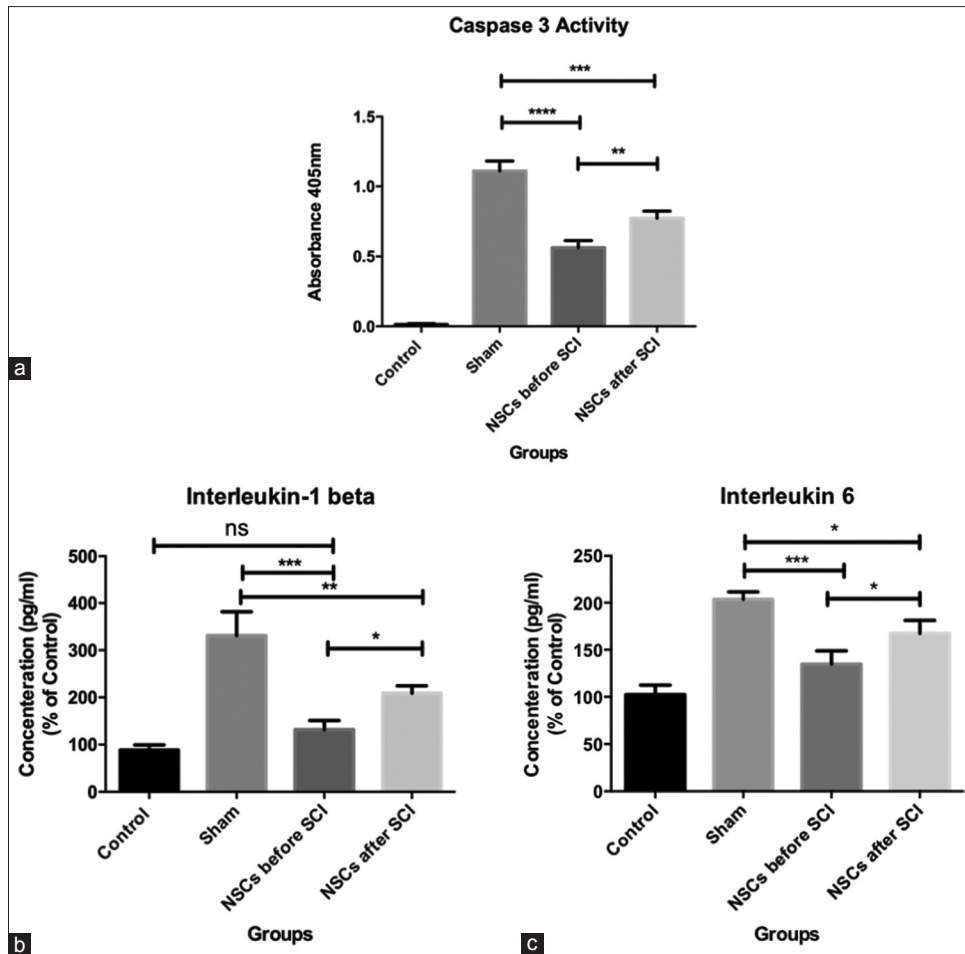 Caspase 3 Activity
***
****
**
Absorbance 405nm
1.5
1.0
0.5
0.0
Control
Sham
NSCs before SCI
NSCs after SCI
Groups
a
Interleukin-1 beta
ns
***
**
*
Concenteration (pg/ml)
(% of Control)
500
400
300
200
100
0
Control
Sham
NSCs before SCI
NSCs after SCI
Groups
b
Interleukin 6
*
***
*
Concenteration (pg/ml)
(% of Control)
250
200
150
100
50
0
Control
Sham
NSCs before SCI
NSCs after SCI
Groups
c